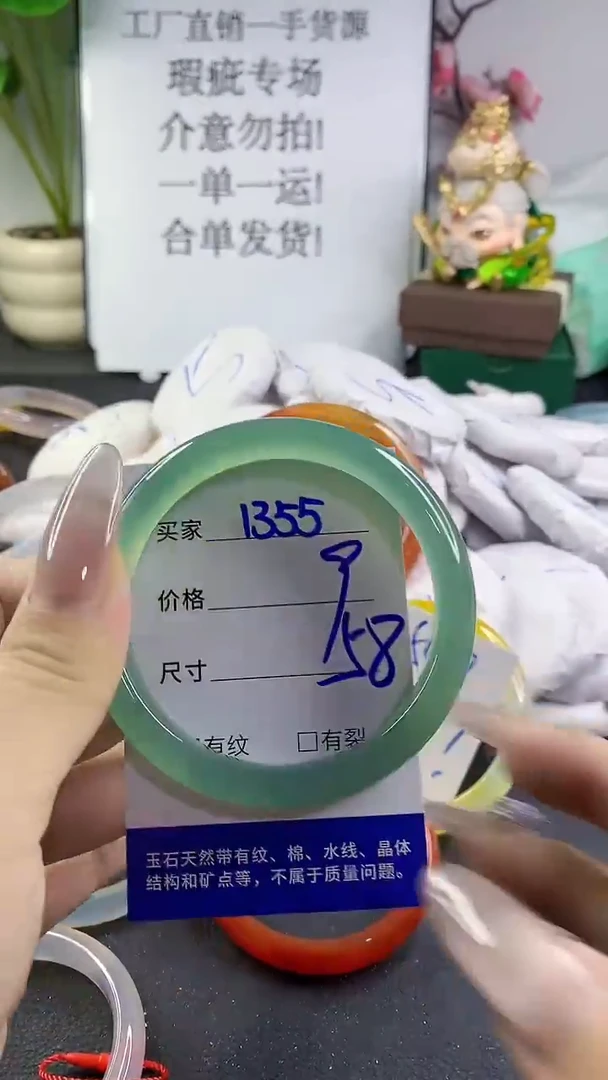 工厂直销一手货源
瑕疵专场
介意勿拍!
一单一运!
合单发货!
买家 1355
价格
尺寸 58
有纹 □有裂
玉石天然带有纹、棉、水线、晶体
结构和矿点等，不属于质量问题。